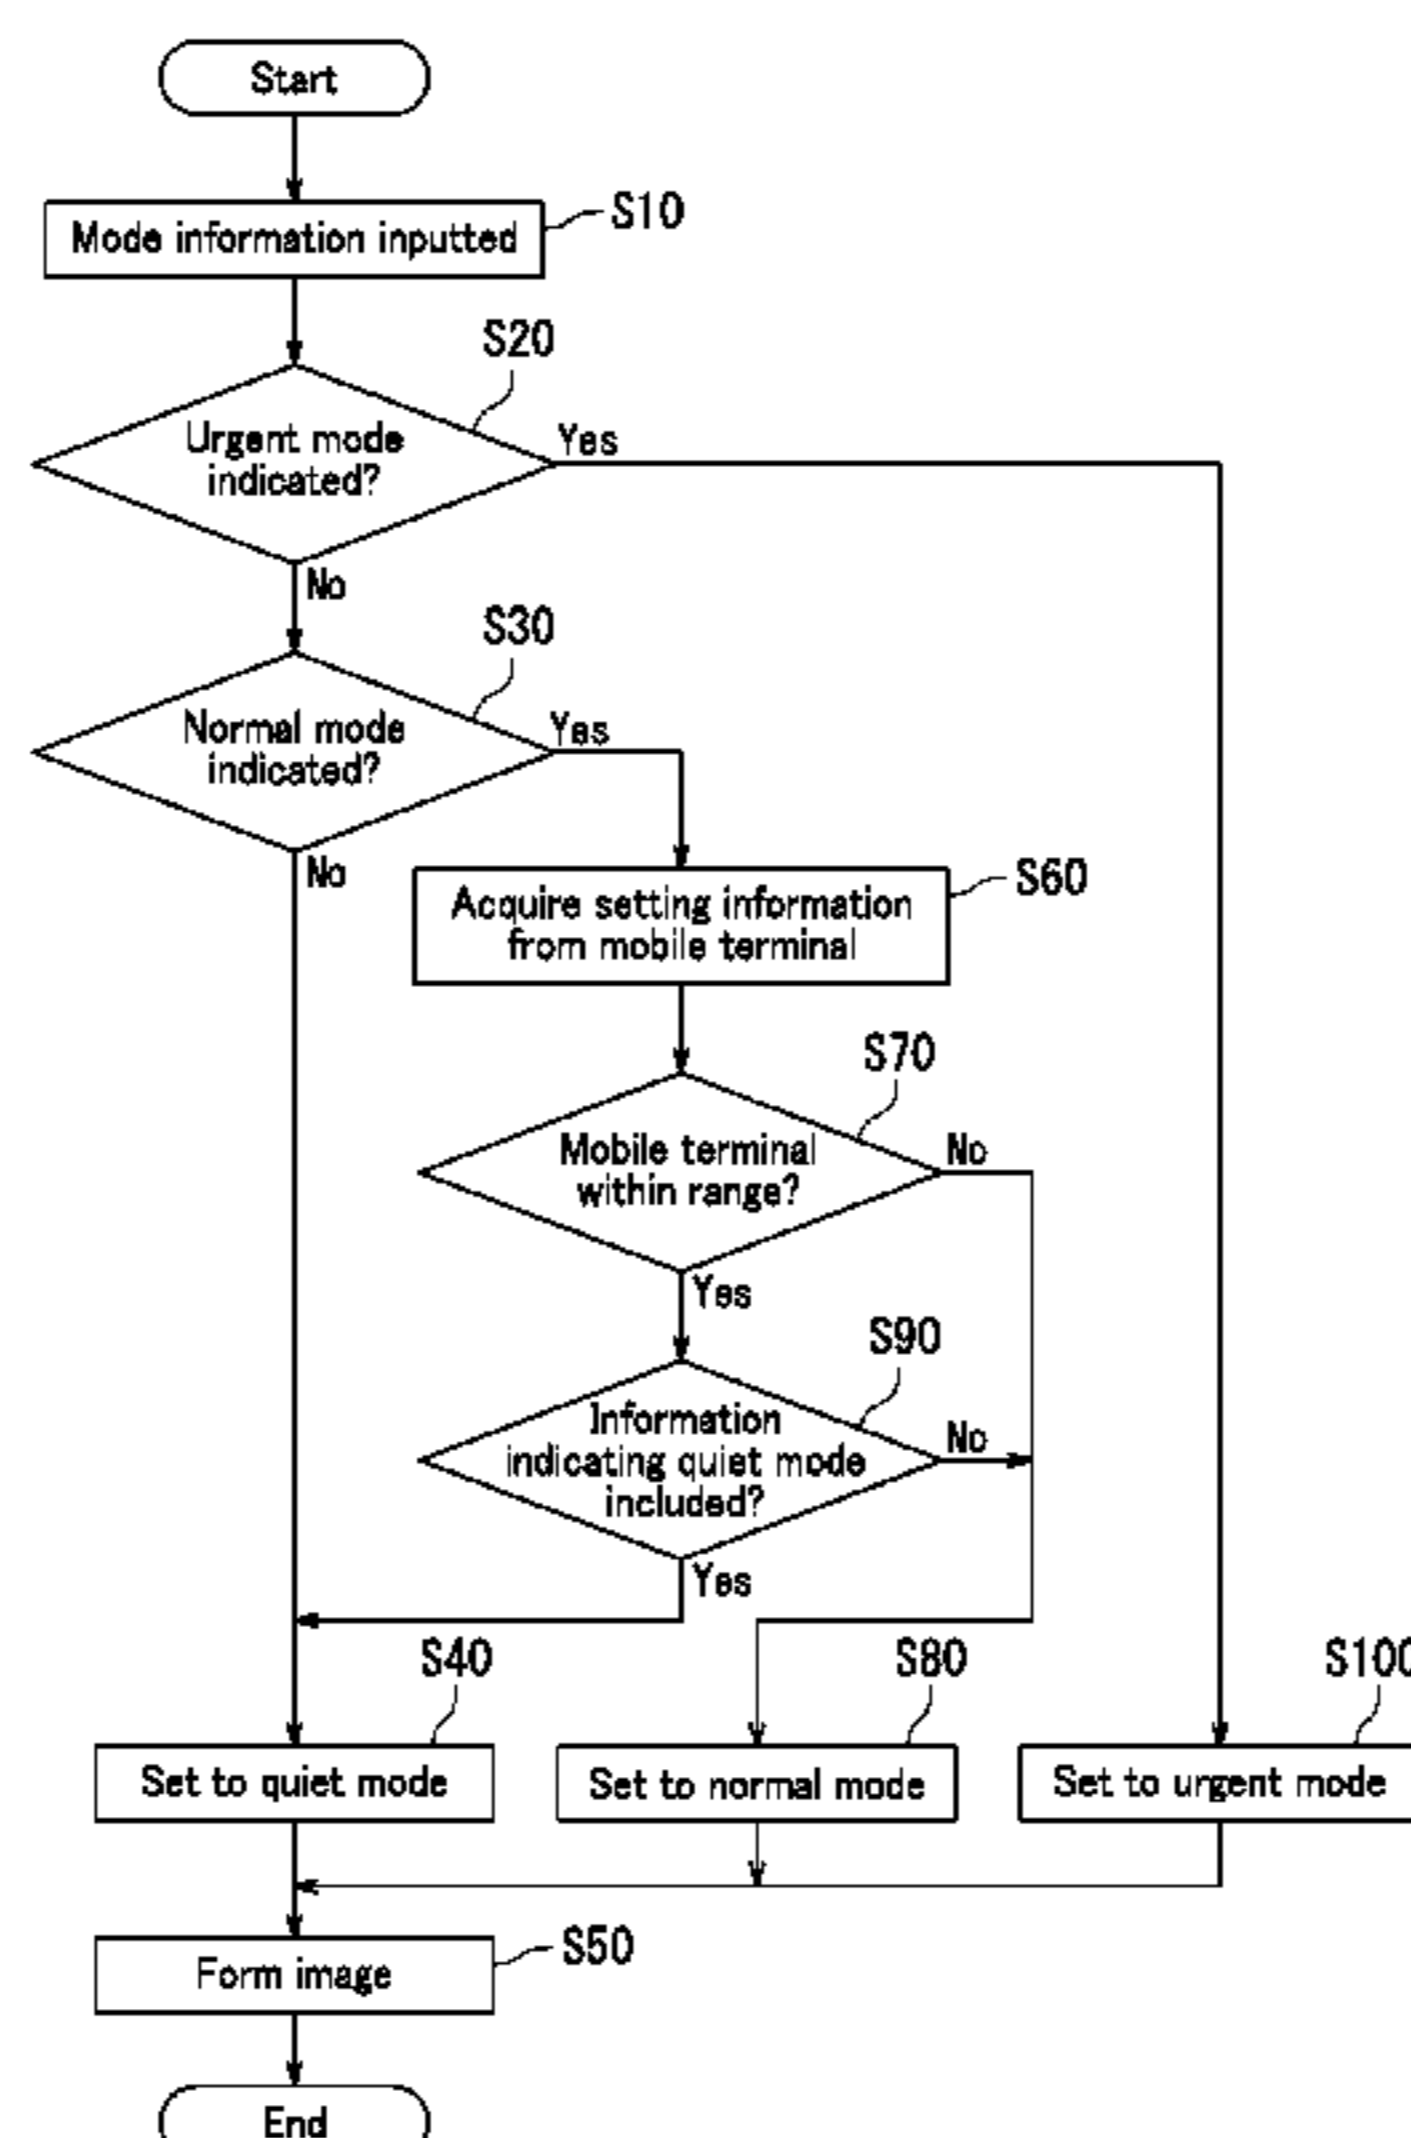 Start
Mode information inputted
S10
S20
Urgent mode
indicated?
Yes
No
S30
Normal mode
indicated?
Yes
No
Acquire setting information
from mobile terminal
S60
S70
Mobile terminal
within range?
No
Yes
S90
Information
indicating quiet mode
included?
No
Yes
S40
S80
S100
Set to quiet mode
Set to normal mode
Set to urgent mode
Form image
S50
End